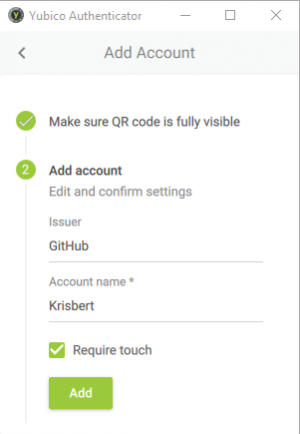 Yubico Authenticator
Add Account
Make sure QR code is fully visible
2 Add account
Edit and confirm settings
Issuer
GitHub
Account name *
Krisbert
Require touch
Add